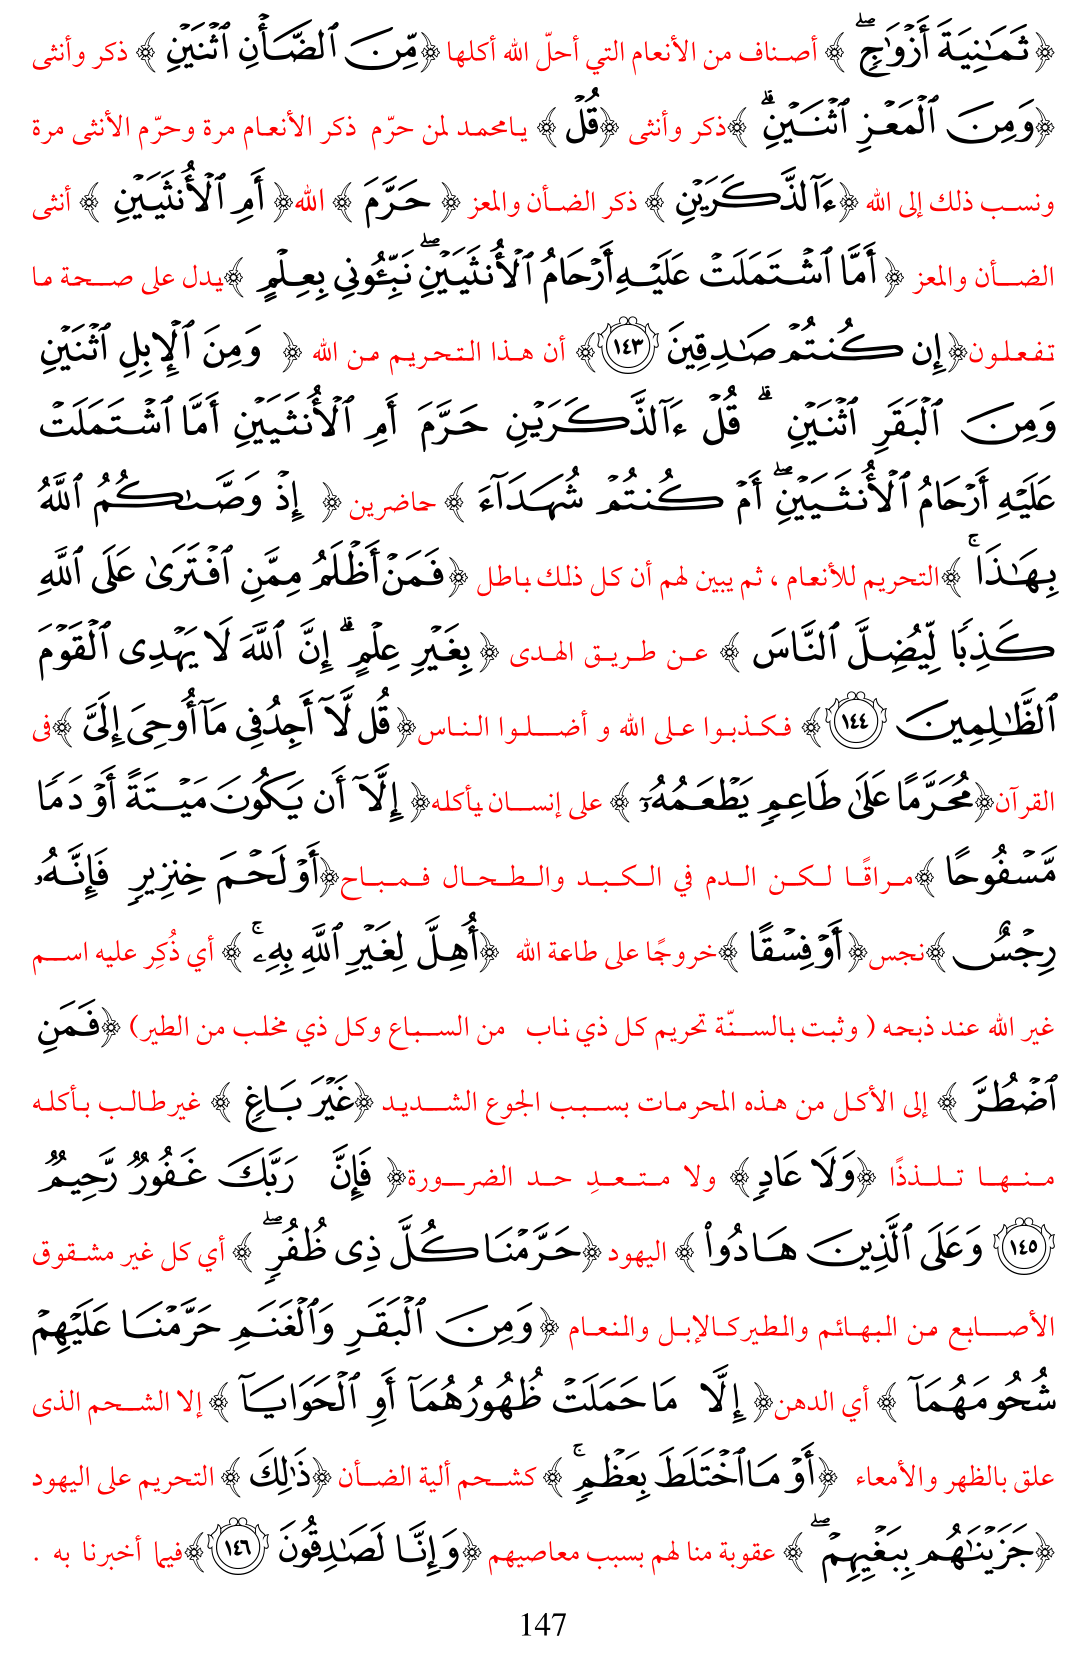 ﴿ثَمَٰنِيَةَ أَزْوَٰجٍۖ ﴾ أصناف من الأنعام التي أحلّ الله أكلها ﴿مِّنَ ٱلضَّأْنِ ٱثْنَيْنِ ﴾ ذكر وأنثى
﴿وَمِنَ ٱلْمَعْزِ ٱثْنَيْنِۗ ﴾ذكر وأنثى ﴿قُلْ ﴾ يامحمد لمن حرّم ذكر الأنعام مرة وحرّم الأنثى مرة
ونسب ذلك إلى الله ﴿ءَآلذَّكَرَيْنِ ﴾ ذكر الضأن والمعز ﴿ حَرَّمَ ﴾ الله﴿ أَمِ ٱلْأُنثَيَيْنِ ﴾ أنثى
الضأن والمعز ﴿ أَمَّا ٱشْتَمَلَتْ عَلَيْهِ أَرْحَامُ ٱلْأُنثَيَيْنِۖ نَبِّـُٔونِي بِعِلْمٍ ﴾يدل على صحة ما
تفعلون﴿إِن كُنتُمْ صَٰدِقِينَ ١٤٣﴾ أن هذا التحريم من الله ﴿ وَمِنَ ٱلْإِبِلِ ٱثْنَيْنِ
وَمِنَ ٱلْبَقَرِ ٱثْنَيْنِ ۗ قُلْ ءَآلذَّكَرَيْنِ حَرَّمَ أَمِ ٱلْأُنثَيَيْنِ أَمَّا ٱشْتَمَلَتْ
عَلَيْهِ أَرْحَامُ ٱلْأُنثَيَيْنِۖ أَمْ كُنتُمْ شُهَدَآءَ ﴾ حاضرين ﴿ إِذْ وَصَّىٰكُمُ ٱللَّهُ
بِهَٰذَاۚ ﴾التحريم للأنعام ، ثم يبين لهم أن كل ذلك باطل ﴿فَمَنْ أَظْلَمُ مِمَّنِ ٱفْتَرَىٰ عَلَى ٱللَّهِ
كَذِبًا لِّيُضِلَّ ٱلنَّاسَ ﴾ عن طريق الهدى ﴿ بِغَيْرِ عِلْمٍۗ إِنَّ ٱللَّهَ لَا يَهْدِى ٱلْقَوْمَ
ٱلظَّٰلِمِينَ ١٤٤﴾ فكذبوا على الله و أضلوا الناس﴿قُل لَّآ أَجِدُ فِي مَآ أُوحِىَ إِلَىَّ ﴾فى
القرآن﴿مُحَرَّمًا عَلَىٰ طَاعِمٍ يَطْعَمُهُۥٓ ﴾ على إنسان يأكله﴿ إِلَّآ أَن يَكُونَ مَيْتَةً أَوْ دَمًا
مَّسْفُوحًا ﴾مراقًا لكن الدم في الكبد والطحال فمباح﴿أَوْ لَحْمَ خِنزِيرٍ فَإِنَّهُۥ
رِجْسٌ ﴾نجس﴿أَوْ فِسْقًا ﴾خروجًا على طاعة الله ﴿أُهِلَّ لِغَيْرِ ٱللَّهِ بِهِۦۚ ﴾ أي ذُكِر عليه اسم
غير الله عند ذبحه ( وثبت بالسنّة تحريم كل ذي ناب من السباع وكل ذي مخلب من الطير) ﴿فَمَنِ
ٱضْطُرَّ ﴾ إلى الأكل من هذه المحرمات بسبب الجوع الشديد ﴿غَيْرَ بَاغٍ ﴾ غيرطالب بأكله
منها تلذذًا ﴿وَلَا عَادٍ﴾ ولا متعدِ حد الضرورة﴿ فَإِنَّ رَبَّكَ غَفُورٌ رَّحِيمٌ
١٤٥ وَعَلَى ٱلَّذِينَ هَادُوا۟ ﴾ اليهود ﴿حَرَّمْنَا كُلَّ ذِى ظُفُرٍۖ ﴾ أي كل غير مشقوق
الأصابع من البهائم والطيركالإبل والنعام ﴿وَمِنَ ٱلْبَقَرِ وَٱلْغَنَمِ حَرَّمْنَا عَلَيْهِمْ
شُحُومَهُمَآ ﴾ أي الدهن﴿ إِلَّا مَا حَمَلَتْ ظُهُورُهُمَآ أَوِ ٱلْحَوَايَآ ﴾ إلا الشحم الذى
علق بالظهر والأمعاء ﴿أَوْ مَا ٱخْتَلَطَ بِعَظْمٍۚ ﴾ كشحم ألية الضأن ﴿ذَٰلِكَ ﴾ التحريم على اليهود
﴿جَزَيْنَٰهُم بِبَغْيِهِمْۖ ﴾ عقوبة منا لهم بسبب معاصيهم ﴿وَإِنَّا لَصَٰدِقُونَ ١٤٦﴾فيما أخبرنا به .
147